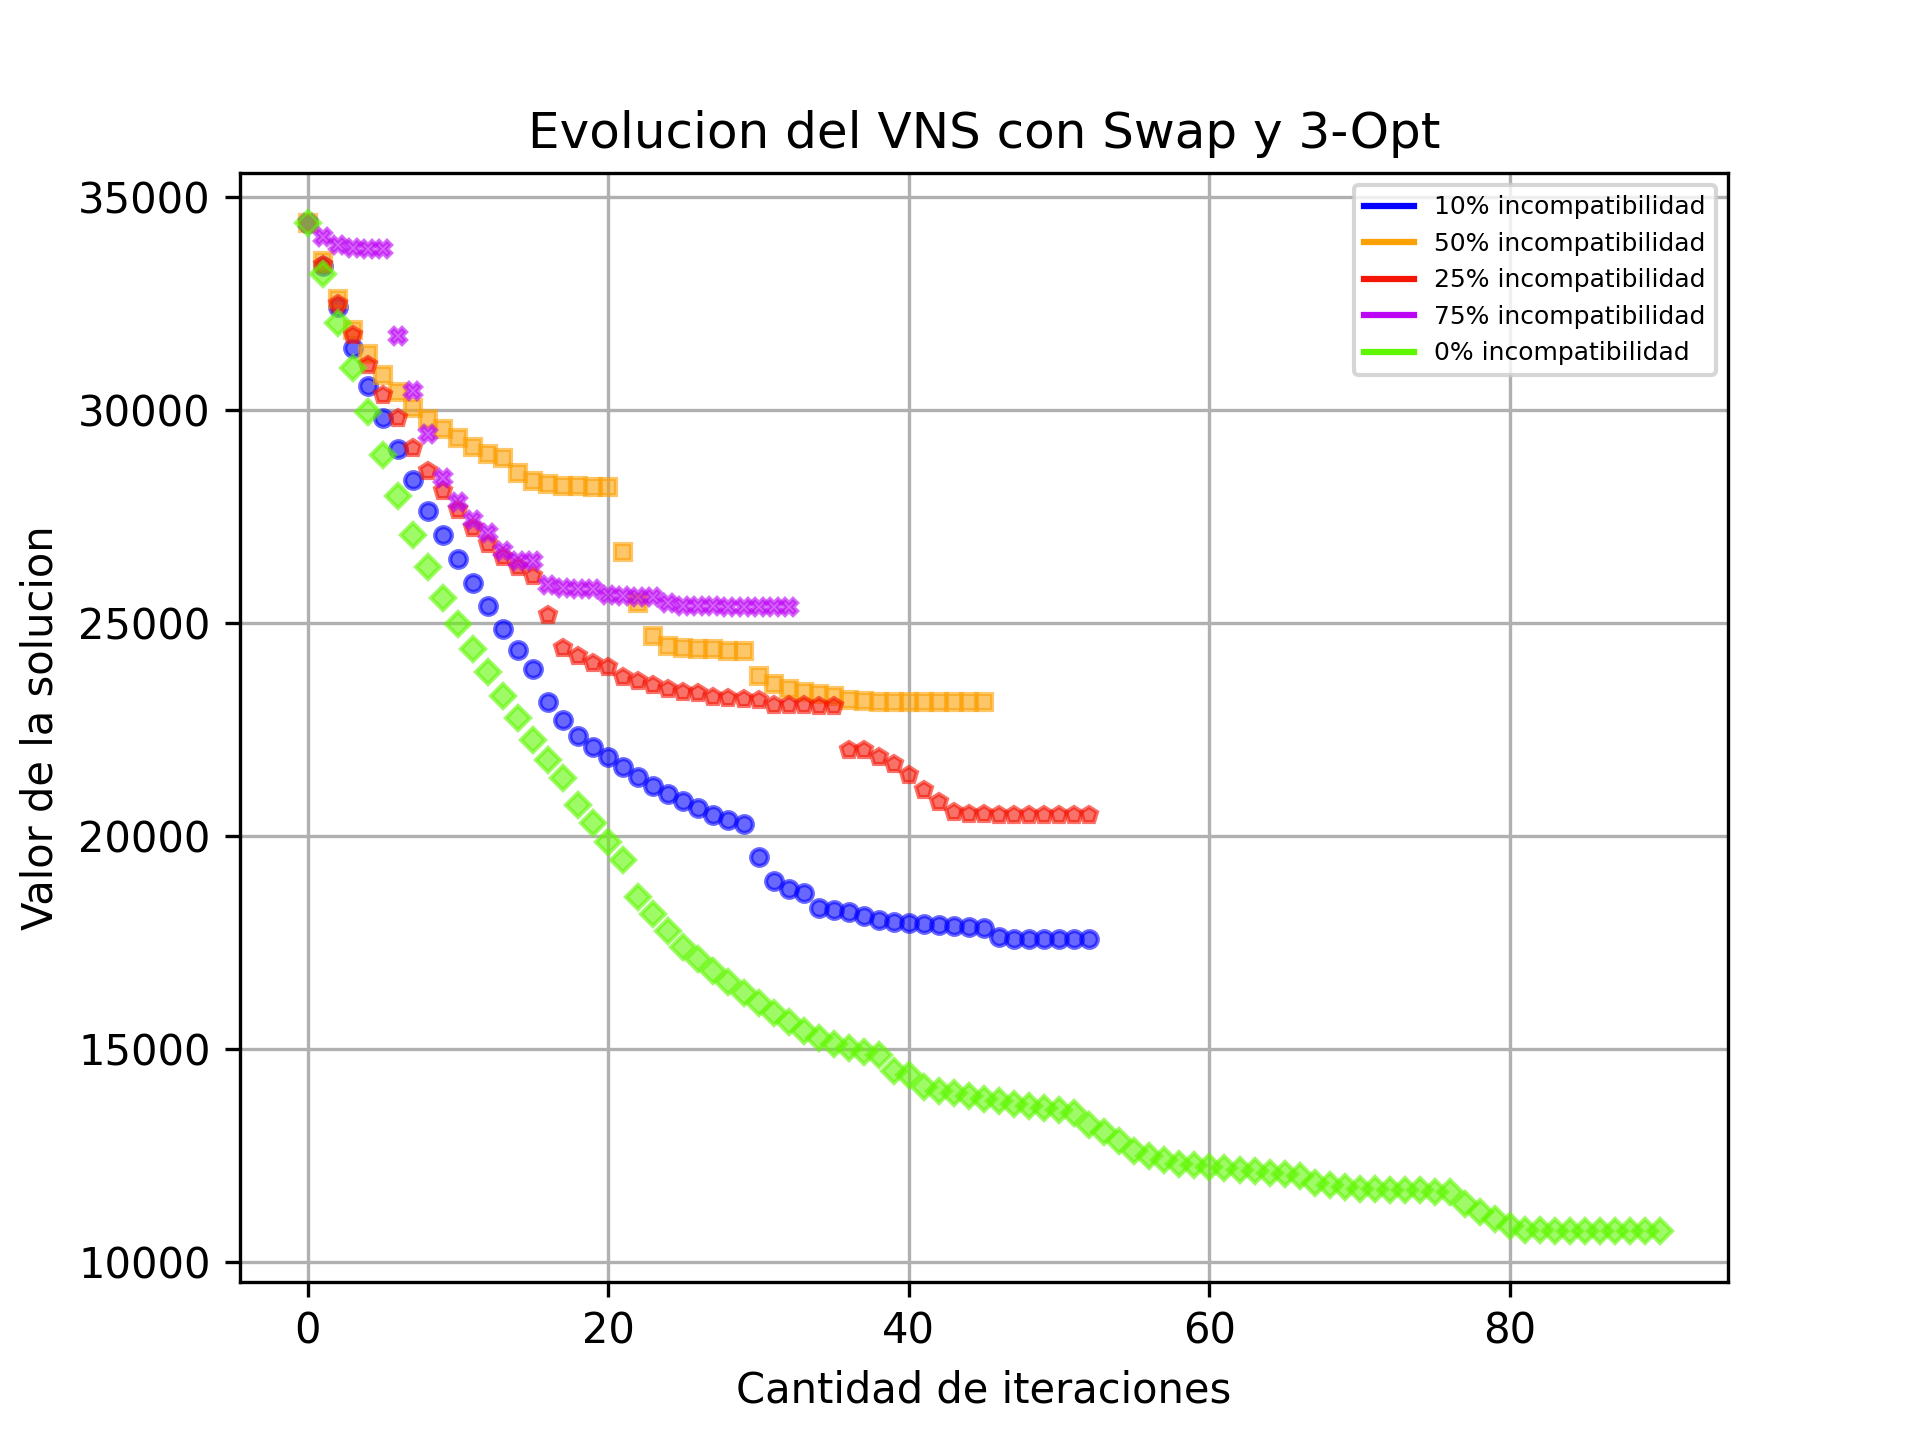 Evolucion del VNS con Swap y 3-Opt
35000
30000
25000
20000
15000
10000
Valor de la solucion
10% incompatibilidad
50% incompatibilidad
25% incompatibilidad
75% incompatibilidad
0% incompatibilidad
0 20 40 60 80
Cantidad de iteraciones